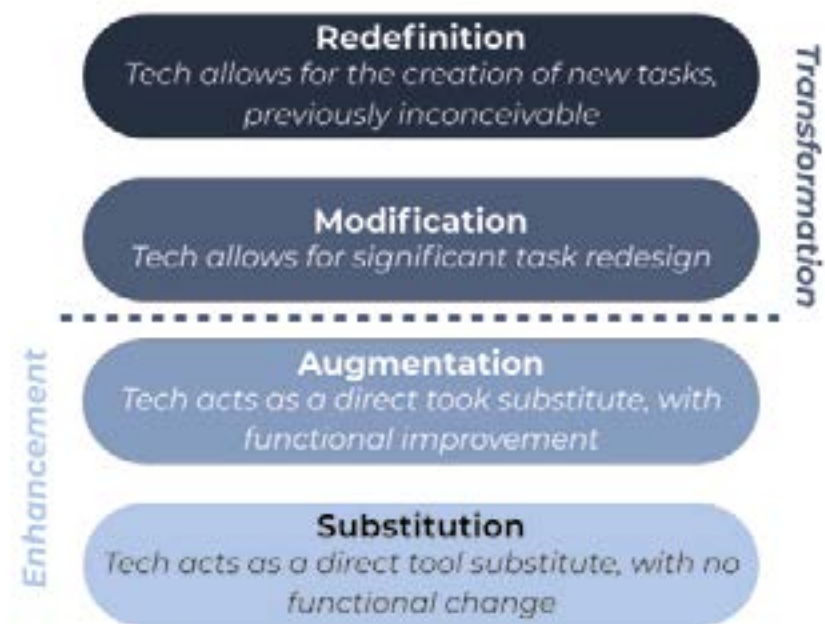 Redefinition
Tech allows for the creation of new tasks,
previously inconceivable
Transformation
Modification
Tech allows for significant task redesign
Enhancement
Augmentation
Tech acts as a direct took substitute, with
functional improvement
Substitution
Tech acts as a direct tool substitute, with no
functional change